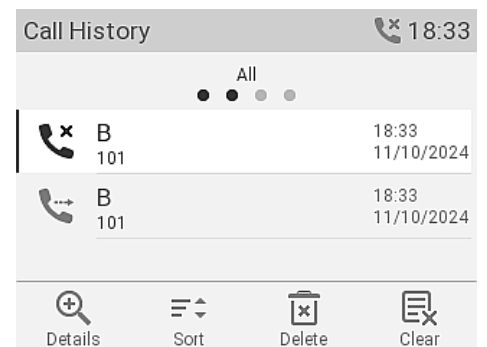 Call History 18:33
All
B 18:33
101 11/10/2024
B 18:33
101 11/10/2024
Details Sort Delete Clear